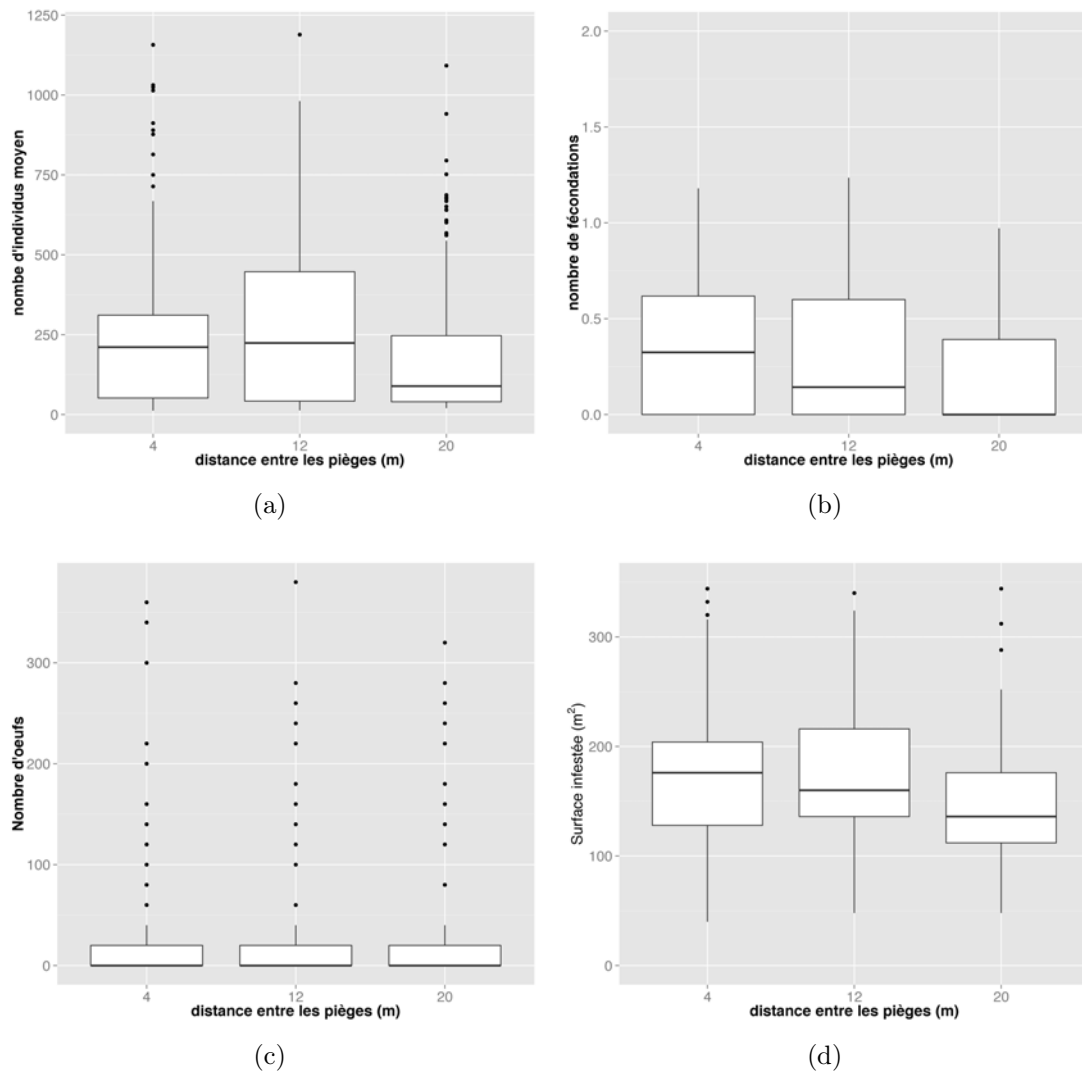 1250
1000
750
500
250
0
nombe d'individus moyen
4 12 20
distance entre les pièges (m)
(a)
2.0
1.5
1.0
0.5
0.0
nombre de fécondations
4 12 20
distance entre les pièges (m)
(b)
300
200
100
0
Nombre d'oeufs
4 12 20
distance entre les pièges (m)
(c)
300
200
100
0
Surface infestée (m²)
4 12 20
distance entre les pièges (m)
(d)